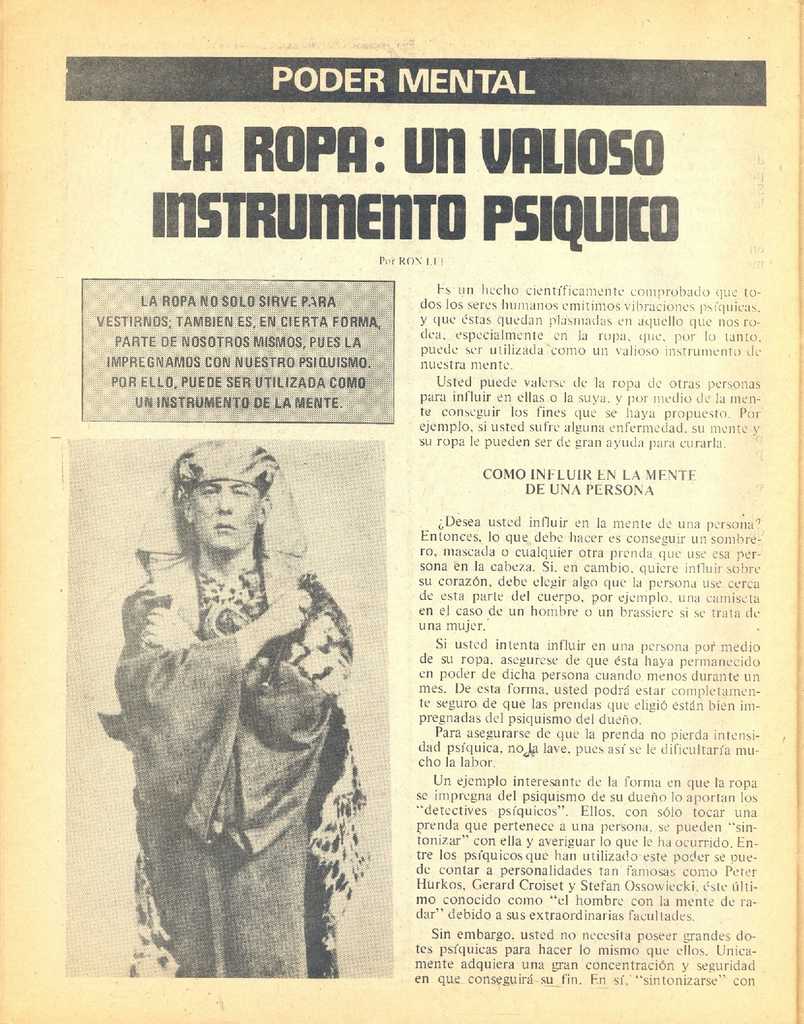 PODER MENTAL
LA ROPA: UN VALIOSO
INSTRUMENTO PSIQUICO
Por RON
LA ROPA NO SOLO SIRVE PARA
VESTIRNOS; TAMBIEN ES, EN CIERTA FORMA,
PARTE DE NOSOTROS MISMOS, PUES LA
IMPREGNAMOS CON NUESTRO PSIQUISMO.
POR ELLO, PUEDE SER UTILIZADA COMO
UN INSTRUMENTO DE LA MENTE.
Es un hecho científicamente comprobado que to-
dos los seres humanos emitimos vibraciones psíquicas,
y que éstas quedan plasmadas en aquello que nos ro-
dea, especialmente en la ropa, que, por lo tanto,
puede ser utilizada como un valioso instrumento de
nuestra mente.
Usted puede valerse de la ropa de otras personas
para influir en ellas o la suya, y por medio de la men-
te conseguir los fines que se haya propuesto. Por
ejemplo, si usted sufre alguna enfermedad, su mente y
su ropa le pueden ser de gran ayuda para curarla.
COMO INFLUIR EN LA MENTE
DE UNA PERSONA
¿Desea usted influir en la mente de una persona?
Entonces, lo que debe hacer es conseguir un sombre-
ro, mascada o cualquier otra prenda que use esa per-
sona en la cabeza. Si, en cambio, quiere influir sobre
su corazón, debe elegir algo que la persona use cerca
de esta parte del cuerpo, por ejemplo, una camiseta
en el caso de un hombre o un brassiere si se trata de
una mujer.
Si usted intenta influir en una persona por medio
de su ropa, asegúrese de que ésta haya permanecido
en poder de dicha persona cuando menos durante un
mes. De esta forma, usted podrá estar completamen-
te seguro de que las prendas que eligió están bien im-
pregnadas del psiquismo del dueño.
Para asegurarse de que la prenda no pierda intensi-
dad psíquica, no la lave, pues así se le dificultaría mu-
cho la labor.
Un ejemplo interesante de la forma en que la ropa
se impregna del psiquismo de su dueño lo aportan los
"detectives psíquicos". Ellos, con sólo tocar una
prenda que pertenece a una persona, se pueden "sin-
tonizar" con ella y averiguar lo que le ha ocurrido. En-
tre los psíquicos que han utilizado este poder se pue-
de contar a personalidades tan famosas como Peter
Hurkos, Gerard Croiset y Stefan Ossowiecki, éste últi-
mo conocido como "el hombre con la mente de ra-
dar" debido a sus extraordinarias facultades.
Sin embargo, usted no necesita poseer grandes do-
tes psíquicas para hacer lo mismo que ellos. Unica-
mente adquiera una gran concentración y seguridad
en que conseguirá su fin. En sí, "sintonizarse" con